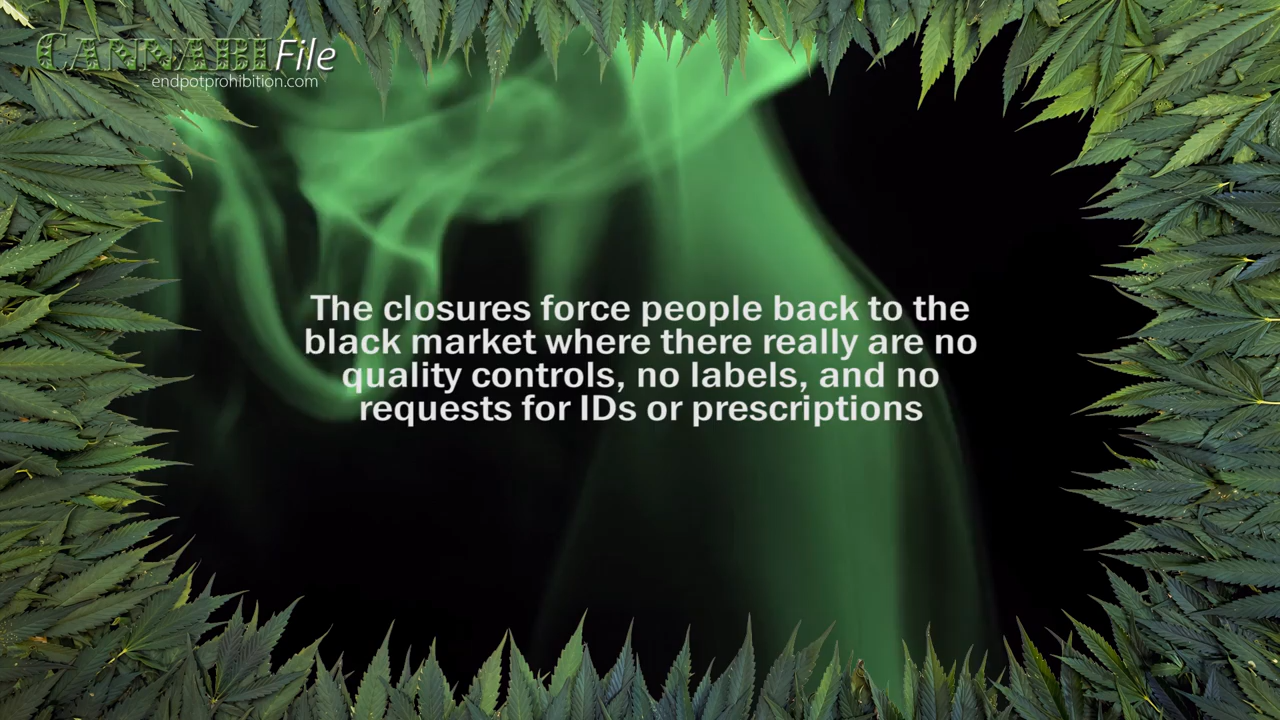 CANNABIFile
endpotprohibition.com
The closures force people back to the
black market where there really are no
quality controls, no labels, and no
requests for IDs or prescriptions